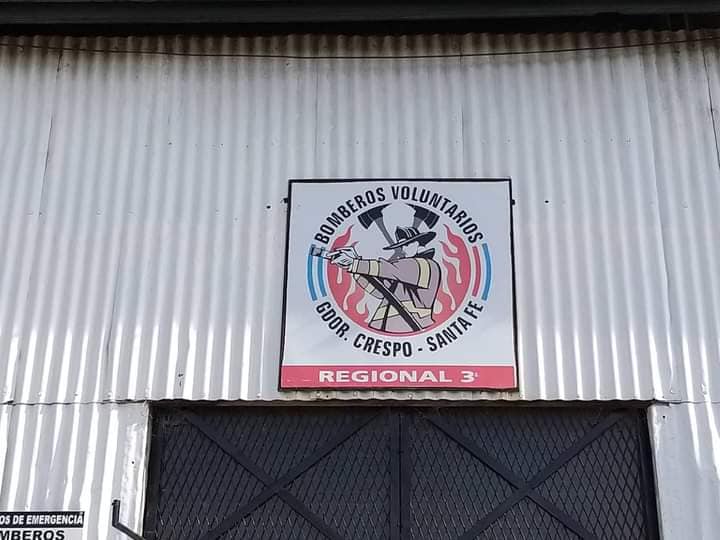 BOMBEROS VOLUNTARIOS
GDOR. CRESPO - SANTA FE
REGIONAL 3ª
OS DE EMERGENCIA
MBEROS